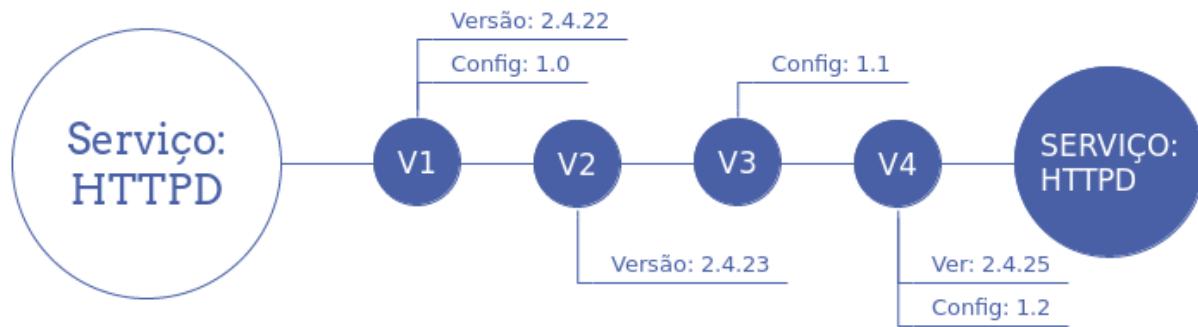 Versão: 2.4.22
Config: 1.0
Config: 1.1
Serviço:
HTTPD
V1
V2
V3
V4
SERVIÇO:
HTTPD
Versão: 2.4.23
Ver: 2.4.25
Config: 1.2